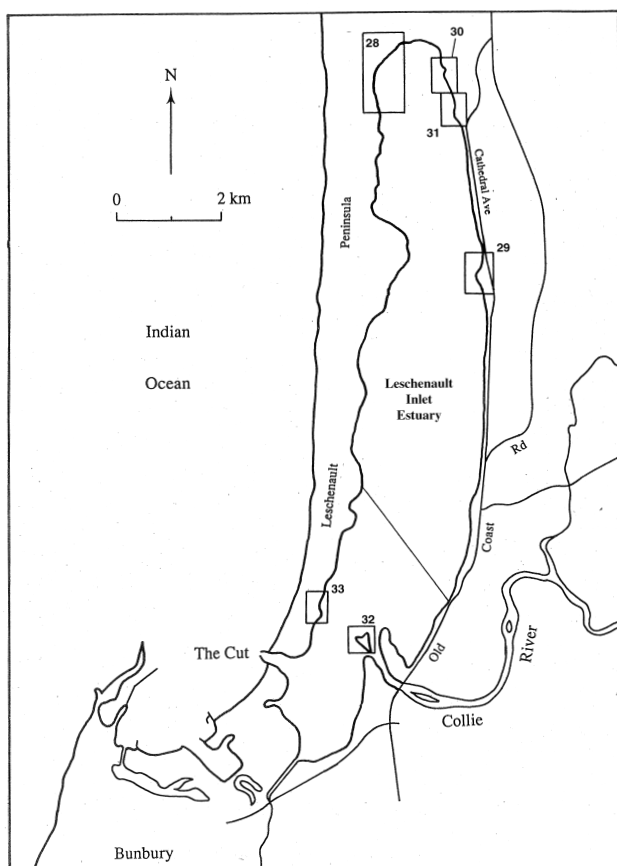 30
28
N
31
Cathedral Ave
0 2 km
Peninsula
29
Indian
Ocean
Leschenault
Inlet
Estuary
Rd
Leschenault
Coast
33
32
The Cut
Old
River
Collie
Bunbury